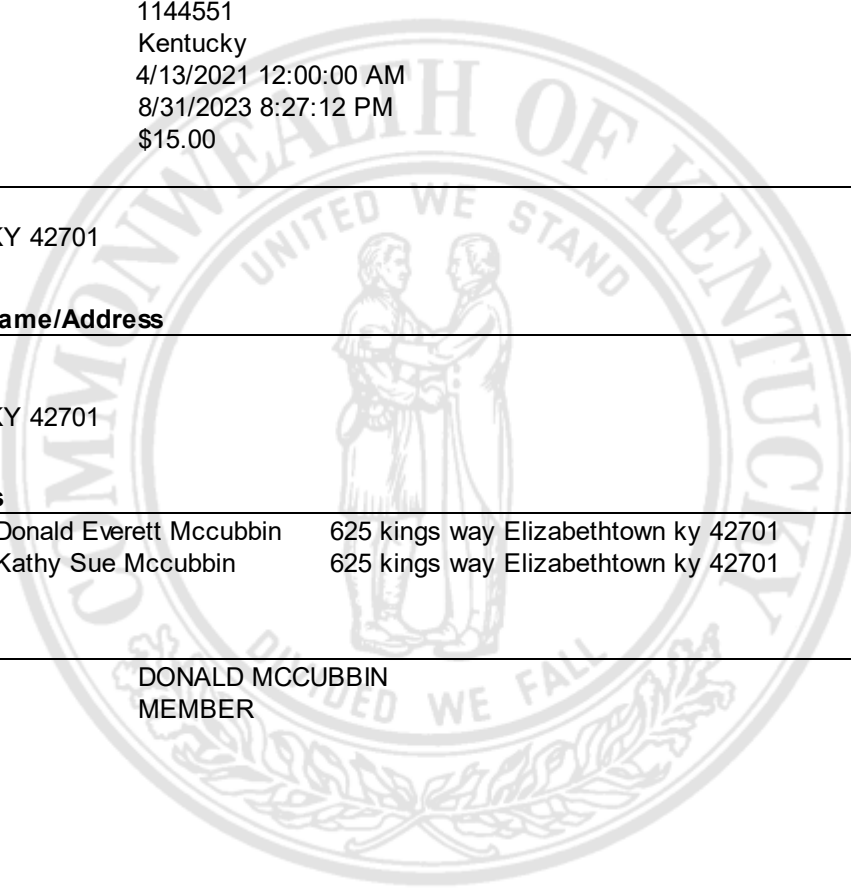 1144551
Kentucky
4/13/2021 12:00:00 AM
8/31/2023 8:27:12 PM
$15.00
KY 42701
ame/Address
KY 42701
s
Donald Everett Mccubbin 625 kings way Elizabethtown ky 42701
Kathy Sue Mccubbin 625 kings way Elizabethtown ky 42701
DONALD MCCUBBIN
MEMBER
COMMONWEALTH OF KENTUCKY
UNITED WE STAND
DIVIDED WE FALL